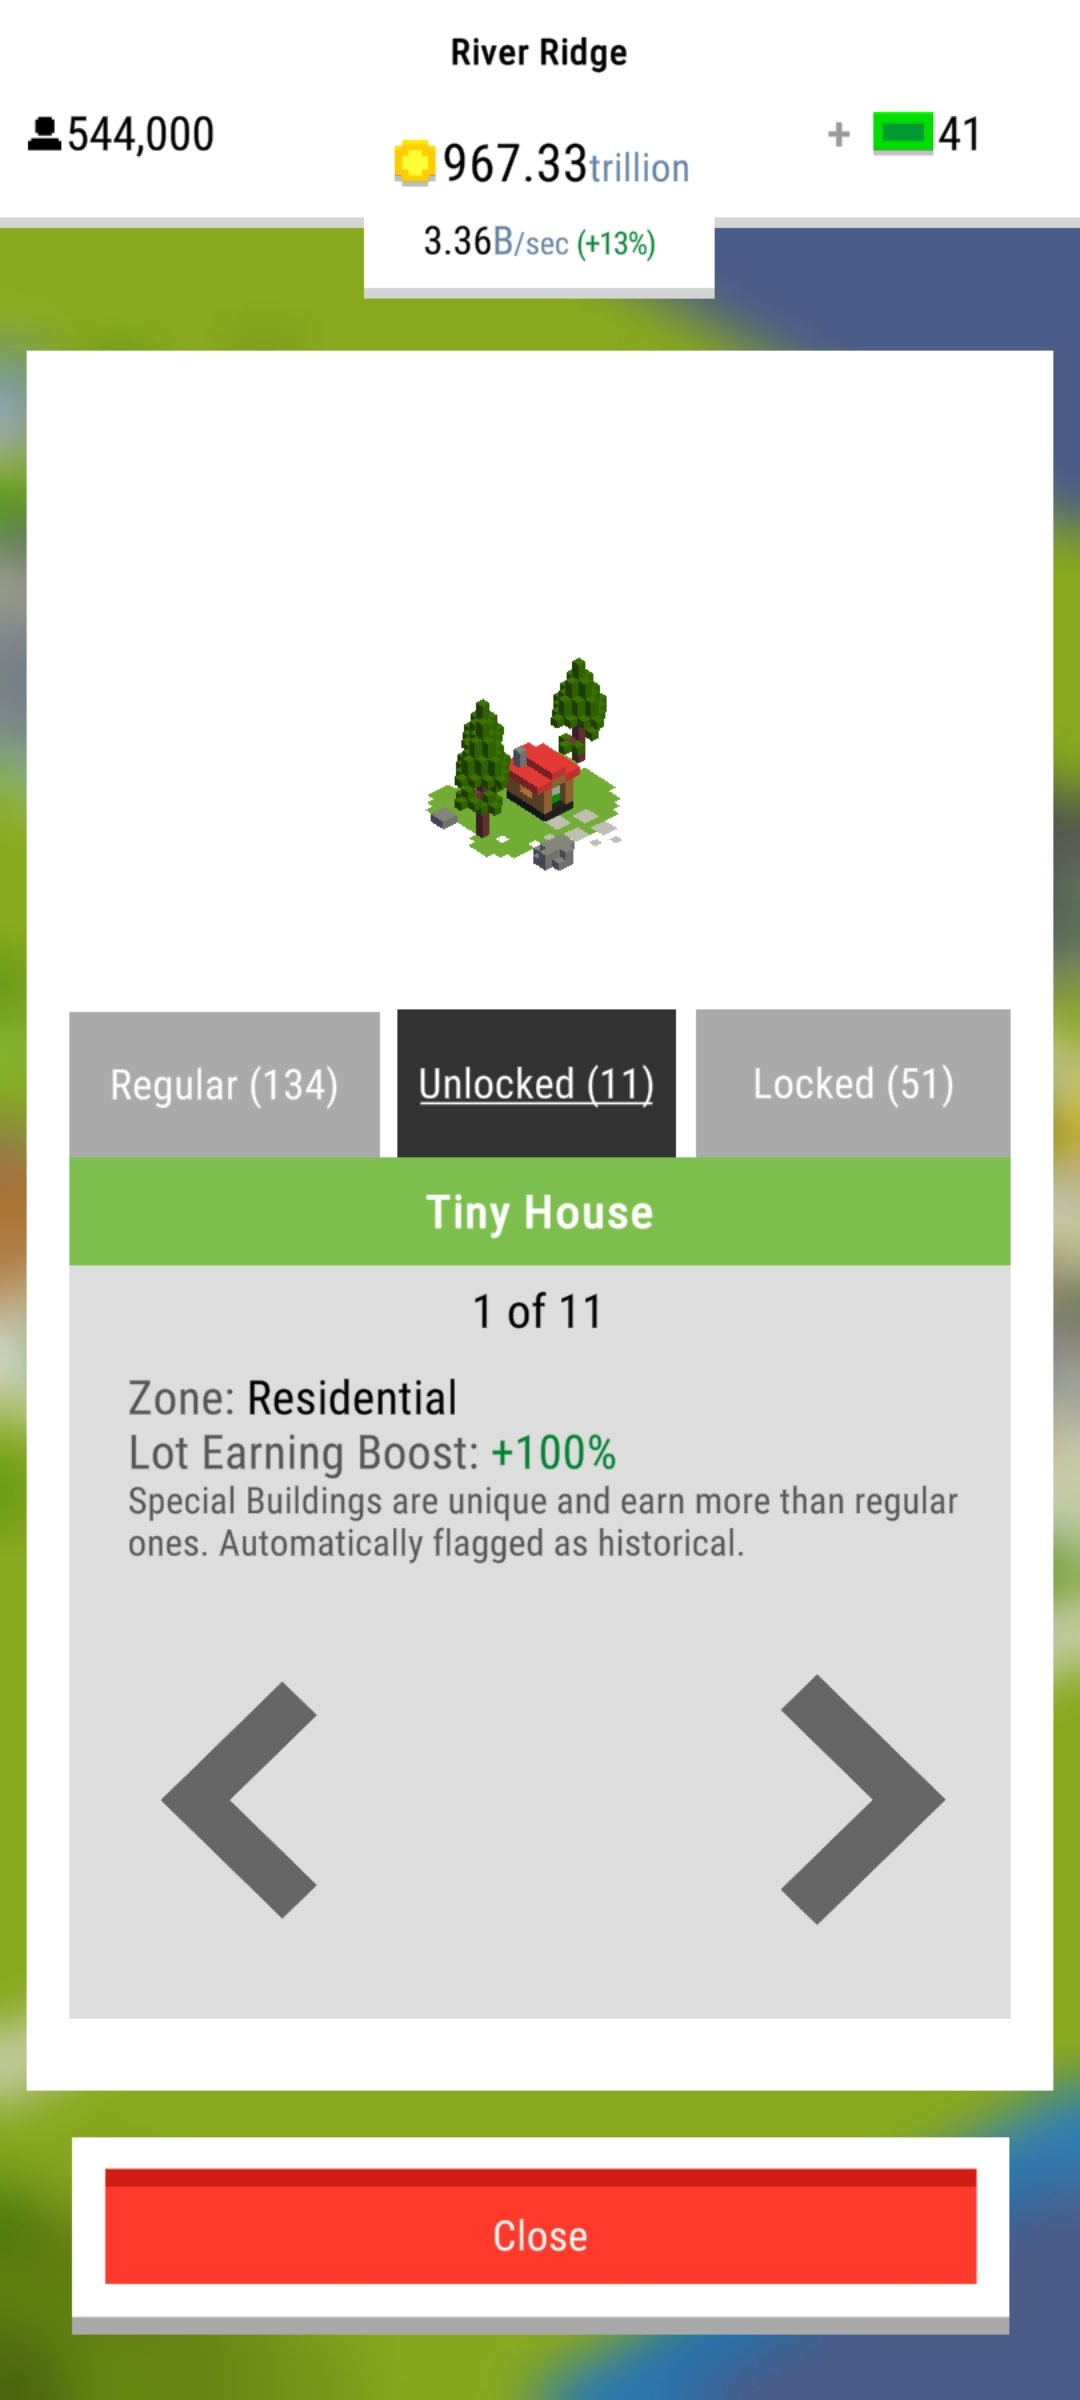 River Ridge
544,000
967.33trillion
+ 41
3.36B/sec (+13%)
Regular (134)
Unlocked (11)
Locked (51)
Tiny House
1 of 11
Zone: Residential
Lot Earning Boost: +100%
Special Buildings are unique and earn more than regular
ones. Automatically flagged as historical.
Close